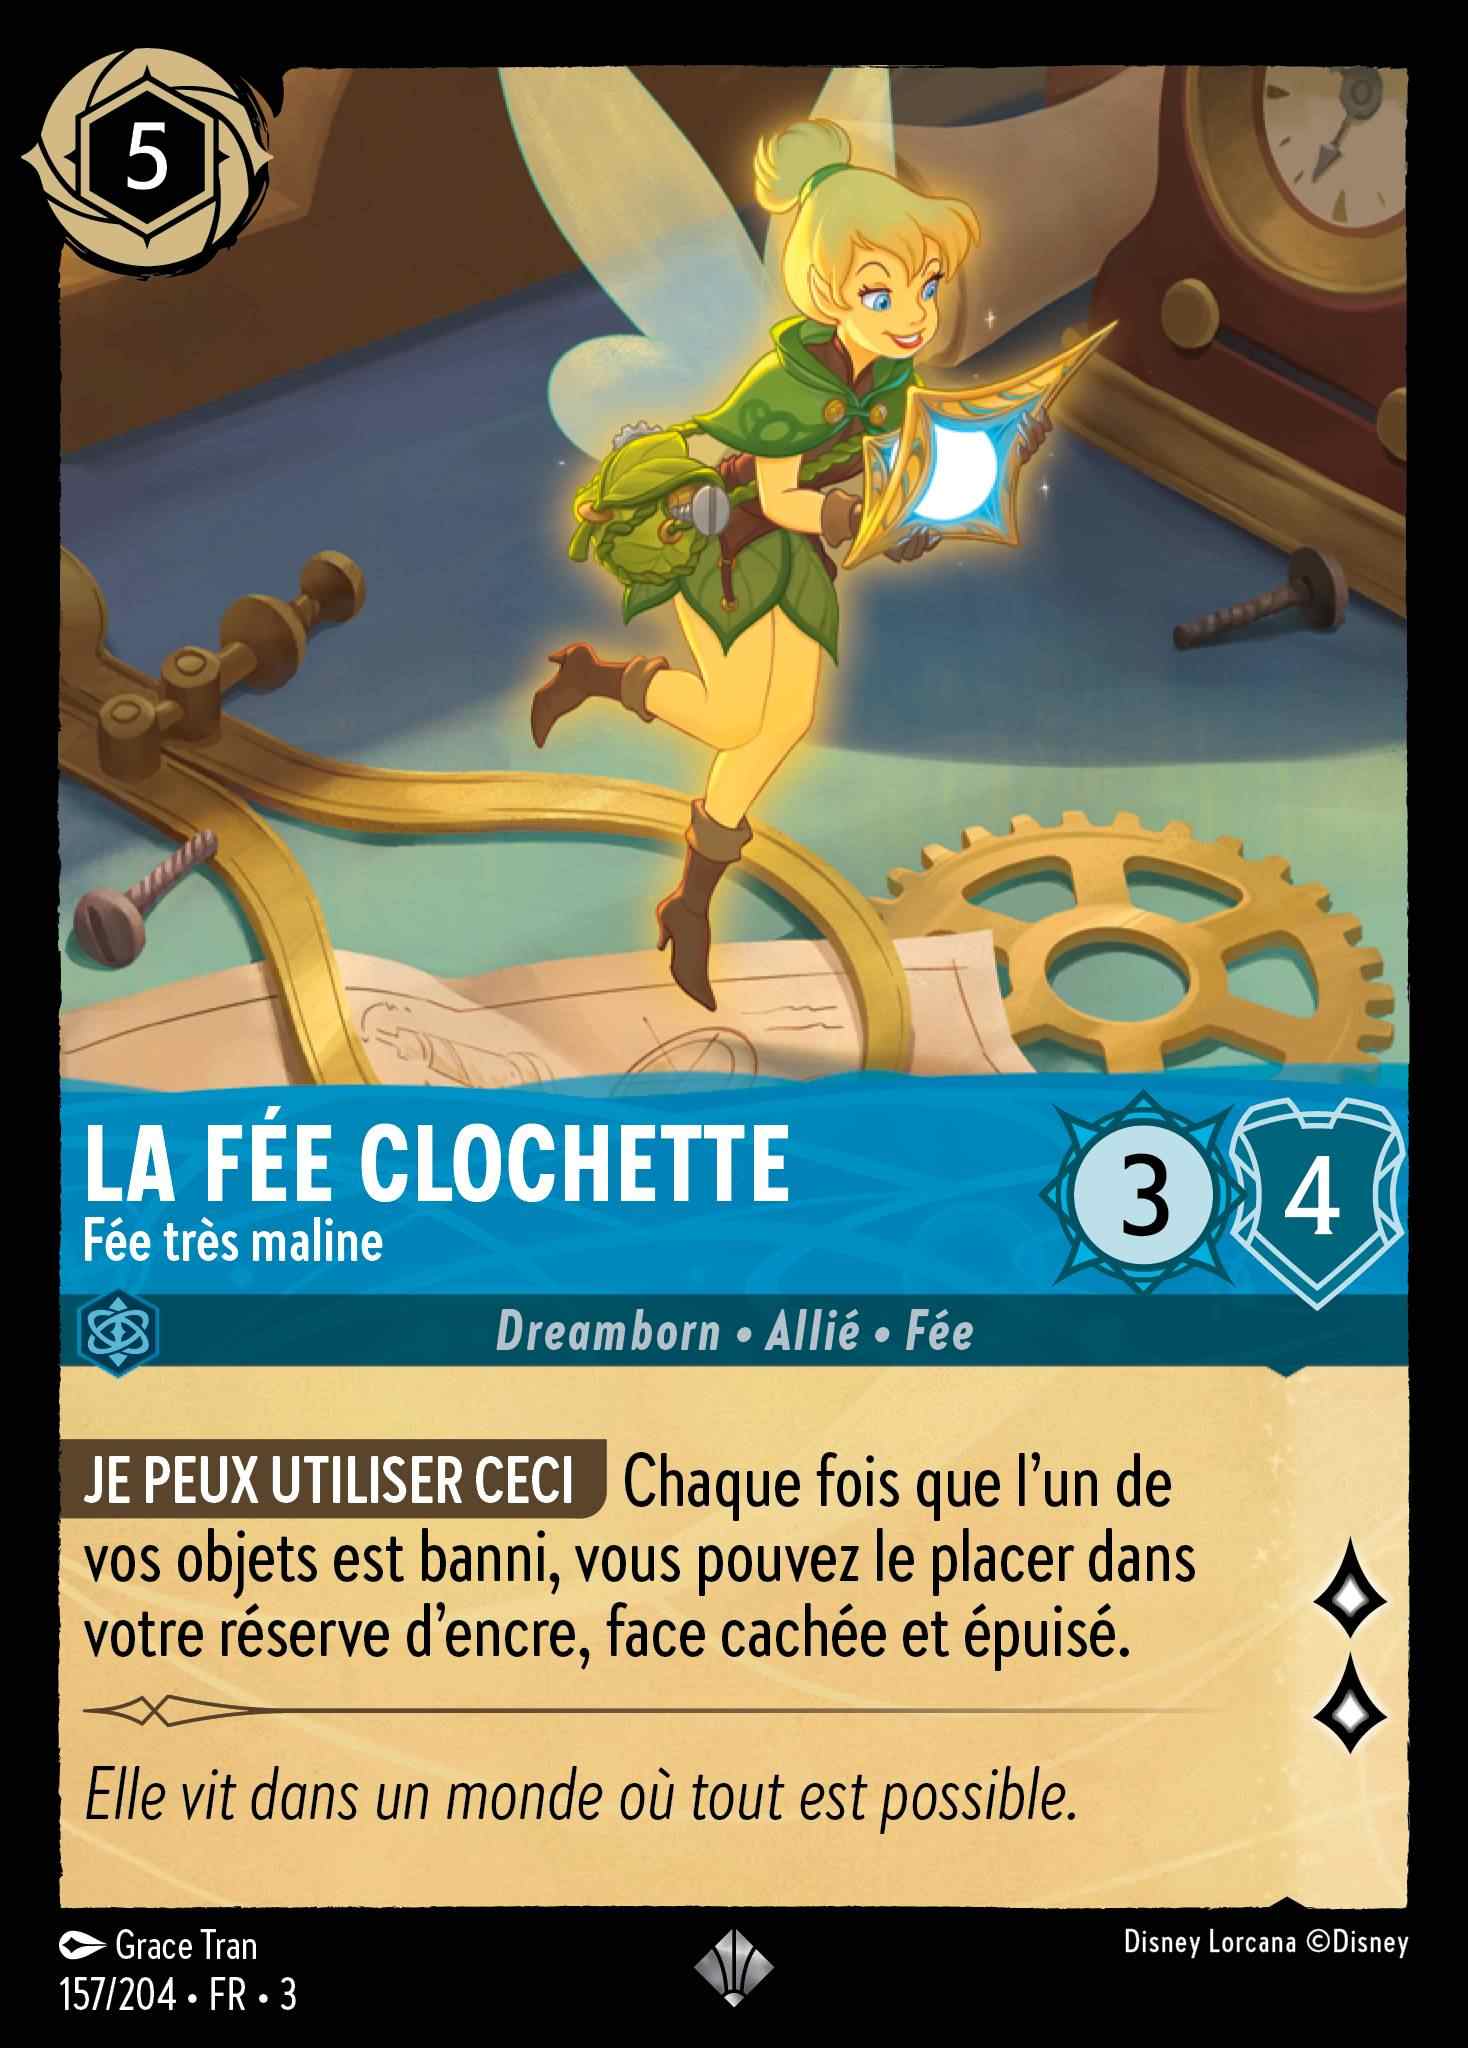 5
LA FÉE CLOCHETTE
Fée très maline
3
4
Dreamborn • Allié • Fée
JE PEUX UTILISER CECI Chaque fois que l’un de
vos objets est banni, vous pouvez le placer dans
votre réserve d’encre, face cachée et épuisé.
Elle vit dans un monde où tout est possible.
Grace Tran
Disney Lorcana ©Disney
157/204 • FR • 3